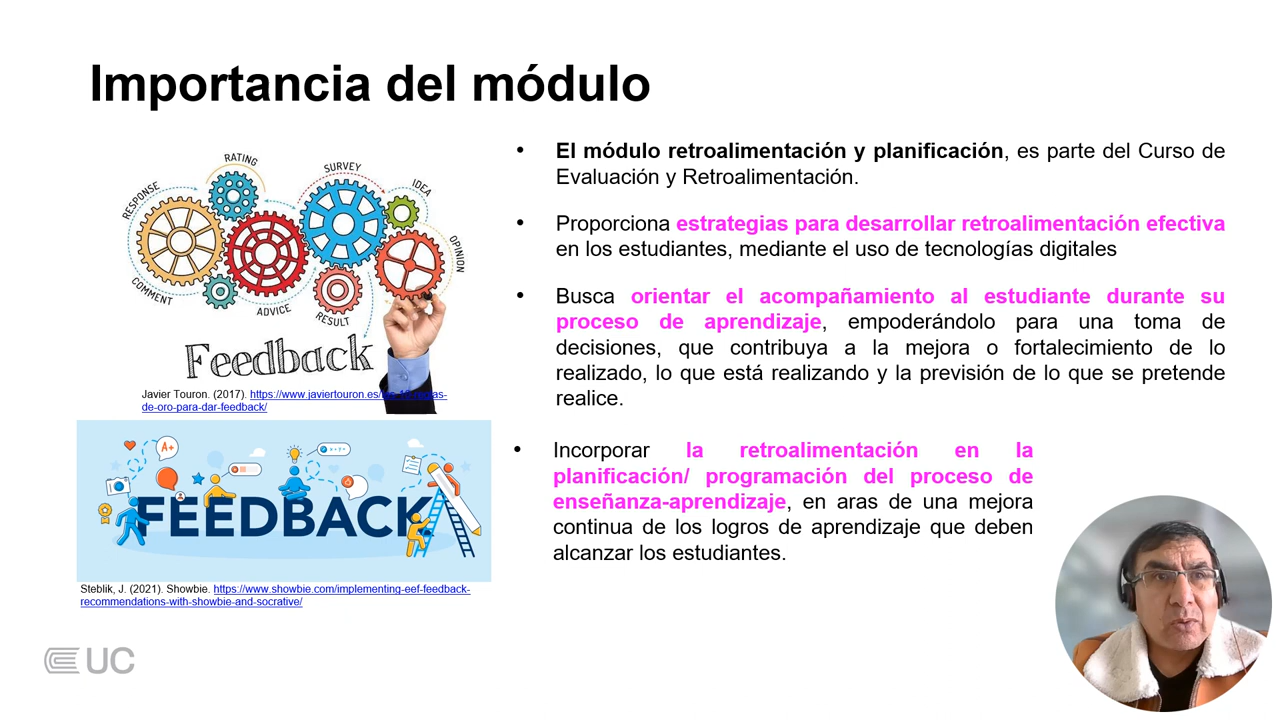 Importancia del módulo
RATING
SURVEY
IDEA
RESPONSE
OPINION
COMMENT
ADVICE
RESULT
Feedback
Javier Touron. (2017). https://www.javiertouron.es/las-10-reglas-
de-oro-para-dar-feedback/
A+
FEEDBACK
Steblik, J. (2021). Showbie. https://www.showbie.com/implementing-eef-feedback-
recommendations-with-showbie-and-socrative/
• El módulo retroalimentación y planificación, es parte del Curso de
Evaluación y Retroalimentación.
• Proporciona estrategias para desarrollar retroalimentación efectiva
en los estudiantes, mediante el uso de tecnologías digitales
• Busca orientar el acompañamiento al estudiante durante su
proceso de aprendizaje, empoderándolo para una toma de
decisiones, que contribuya a la mejora o fortalecimiento de lo
realizado, lo que está realizando y la previsión de lo que se pretende
realice.
• Incorporar la retroalimentación en la
planificación/ programación del proceso de
enseñanza-aprendizaje, en aras de una mejora
continua de los logros de aprendizaje que deben
alcanzar los estudiantes.
UC